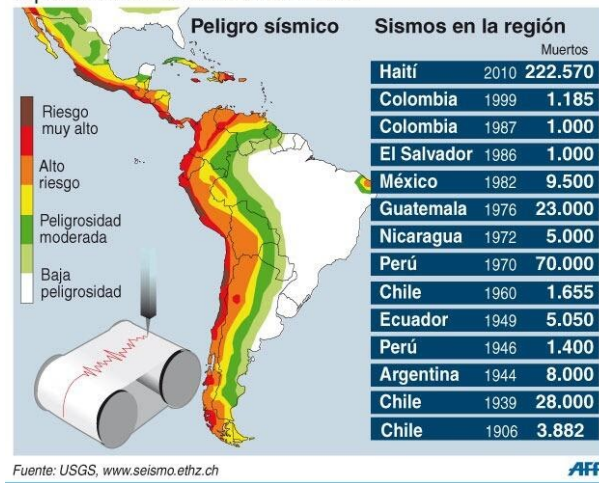 Peligro sísmico
Sismos en la región
Muertos
Haití 2010 222.570
Colombia 1999 1.185
Colombia 1987 1.000
El Salvador 1986 1.000
México 1982 9.500
Guatemala 1976 23.000
Nicaragua 1972 5.000
Perú 1970 70.000
Chile 1960 1.655
Ecuador 1949 5.050
Perú 1946 1.400
Argentina 1944 8.000
Chile 1939 28.000
Chile 1906 3.882
Riesgo
muy alto
Alto
riesgo
Peligrosidad
moderada
Baja
peligrosidad
Fuente: USGS, www.seismo.ethz.ch
AFP